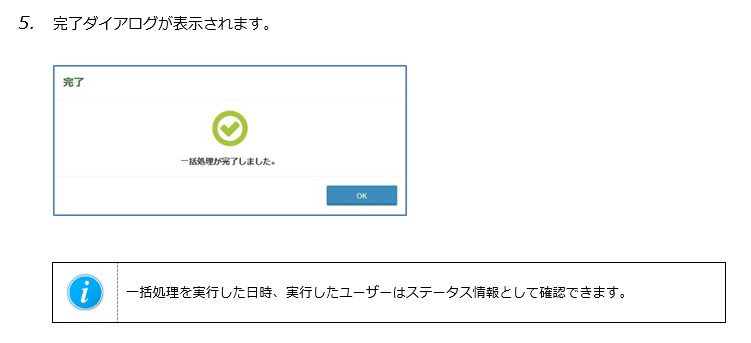 5. 完了ダイアログが表示されます。
完了
一括処理が完了しました。
OK
i
一括処理を実行した日時、実行したユーザーはステータス情報として確認できます。